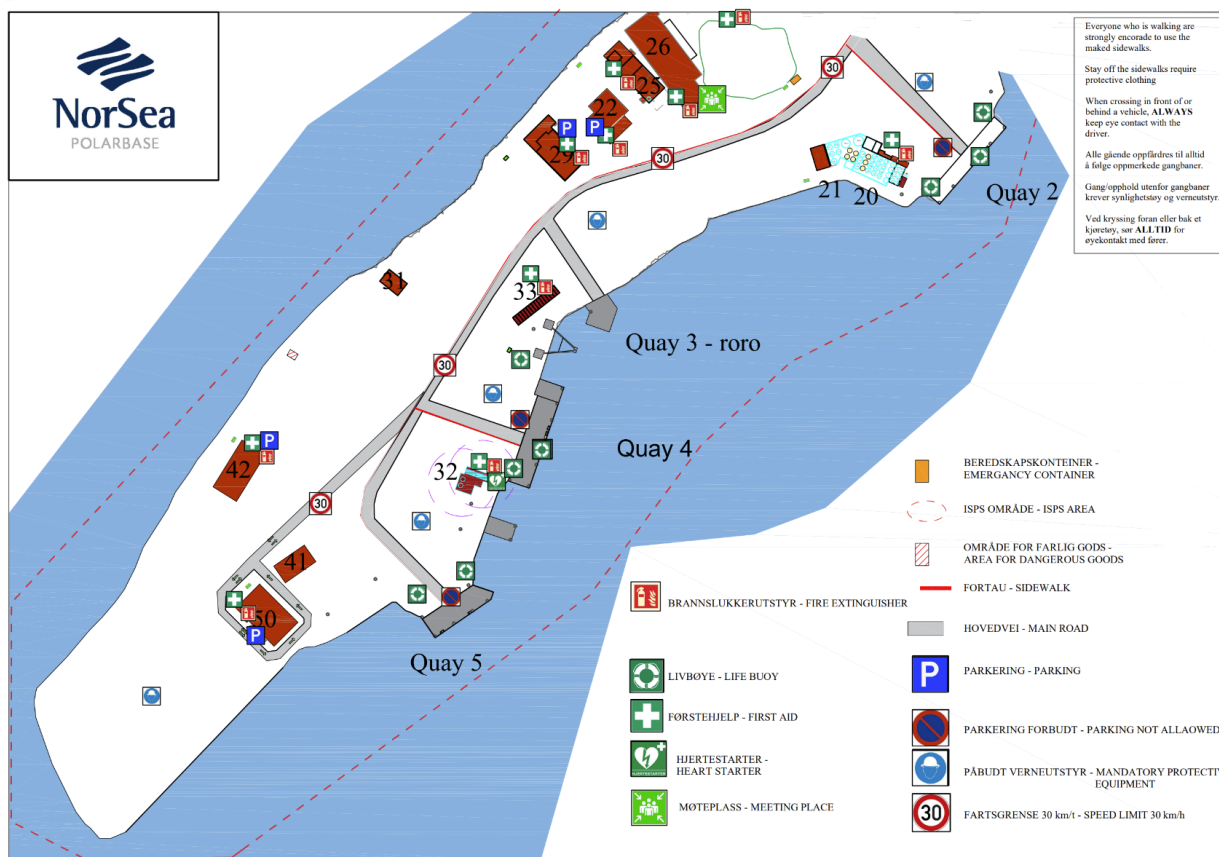 NorSea
POLARBASE
Everyone who is walking are
strongly encorade to use the
maked sidewalks.
Stay off the sidewalks require
protective clothing
When crossing in front of or
behind a vehicle, ALWAYS
keep eye contact with the
driver.
Alle gående oppfårdres til alltid
å følge oppmerkede gangbaner.
Gang/opphold utenfor gangbaner
krever synlighetstøy og verneutstyr.
Ved kryssing foran eller bak et
kjøretøy, sør ALLTID for
øyekontakt med fører.
26
25
22
29
30
30
21
20
Quay 2
31
33
Quay 3 - roro
30
Quay 4
32
42
30
41
50
Quay 5
P
P
P
P
BEREDSKAPSKONTEINER -
EMERGANCY CONTAINER
ISPS OMRÅDE - ISPS AREA
OMRÅDE FOR FARLIG GODS -
AREA FOR DANGEROUS GOODS
FORTAU - SIDEWALK
HOVEDVEI - MAIN ROAD
P
PARKERING - PARKING
PARKERING FORBUDT - PARKING NOT ALLAOWED
PÅBUDT VERNEUTSTYR - MANDATORY PROTECTIV
EQUIPMENT
30
FARTSGRENSE 30 km/t - SPEED LIMIT 30 km/h
BRANNSLUKKERUTSTYR - FIRE EXTINGUISHER
LIVBØYE - LIFE BUOY
FØRSTEHJELP - FIRST AID
HJERTESTARTER
HJERTESTARTER -
HEART STARTER
MØTEPLASS - MEETING PLACE